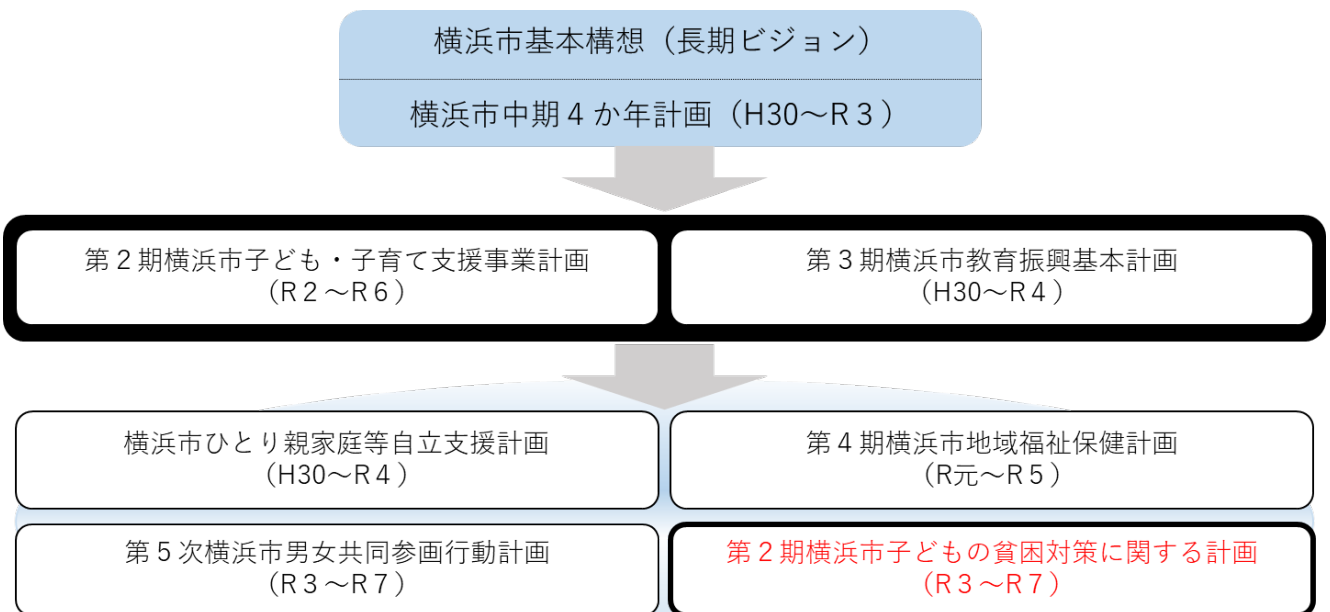 横浜市基本構想（長期ビジョン）
横浜市中期４か年計画（H30～R３）
第２期横浜市子ども・子育て支援事業計画
（R２～R６）
第３期横浜市教育振興基本計画
（H30～R４）
横浜市ひとり親家庭等自立支援計画
（H30～R４）
第４期横浜市地域福祉保健計画
（R元～R５）
第５次横浜市男女共同参画行動計画
（R３～R７）
第２期横浜市子どもの貧困対策に関する計画
（R３～R７）